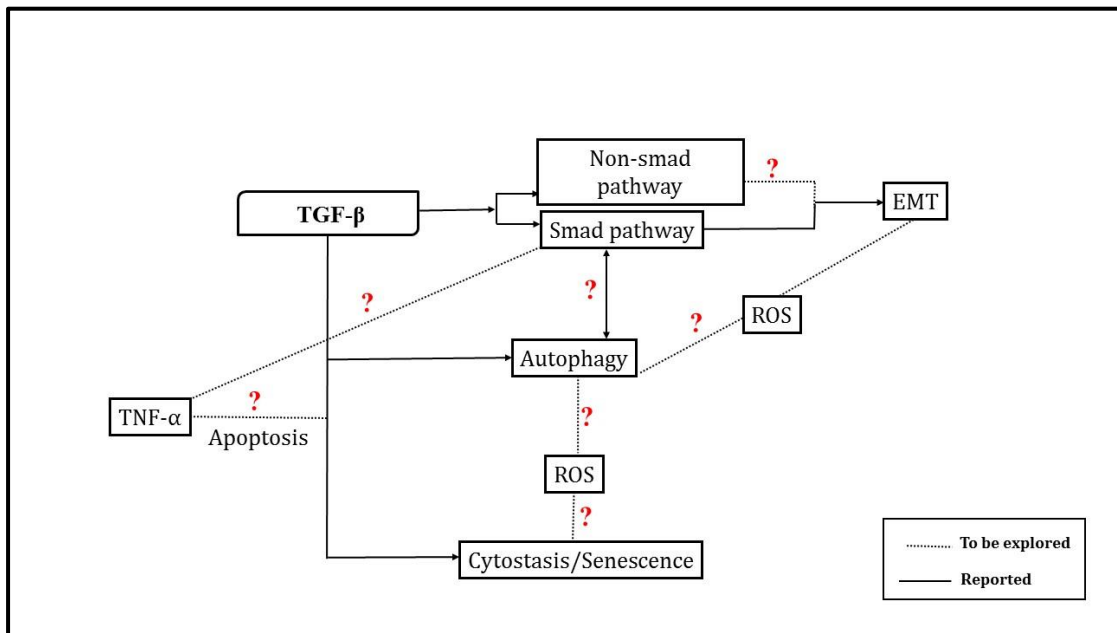 Non-smad
pathway
?
EMT
TGF-β
Smad pathway
?
?
ROS
?
Autophagy
TNF-α
?
Apoptosis
?
ROS
?
Cytostasis/Senescence
To be explored
Reported